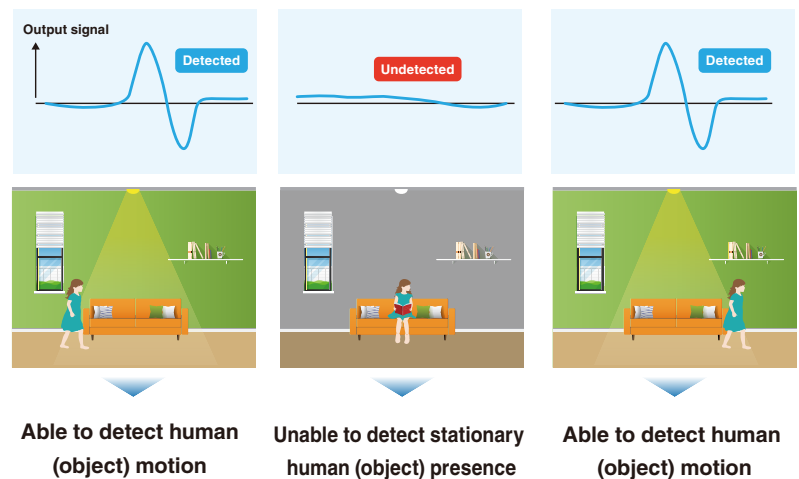 Output signal
Detected
Undetected
Detected
Able to detect human
(object) motion
Unable to detect stationary
human (object) presence
Able to detect human
(object) motion